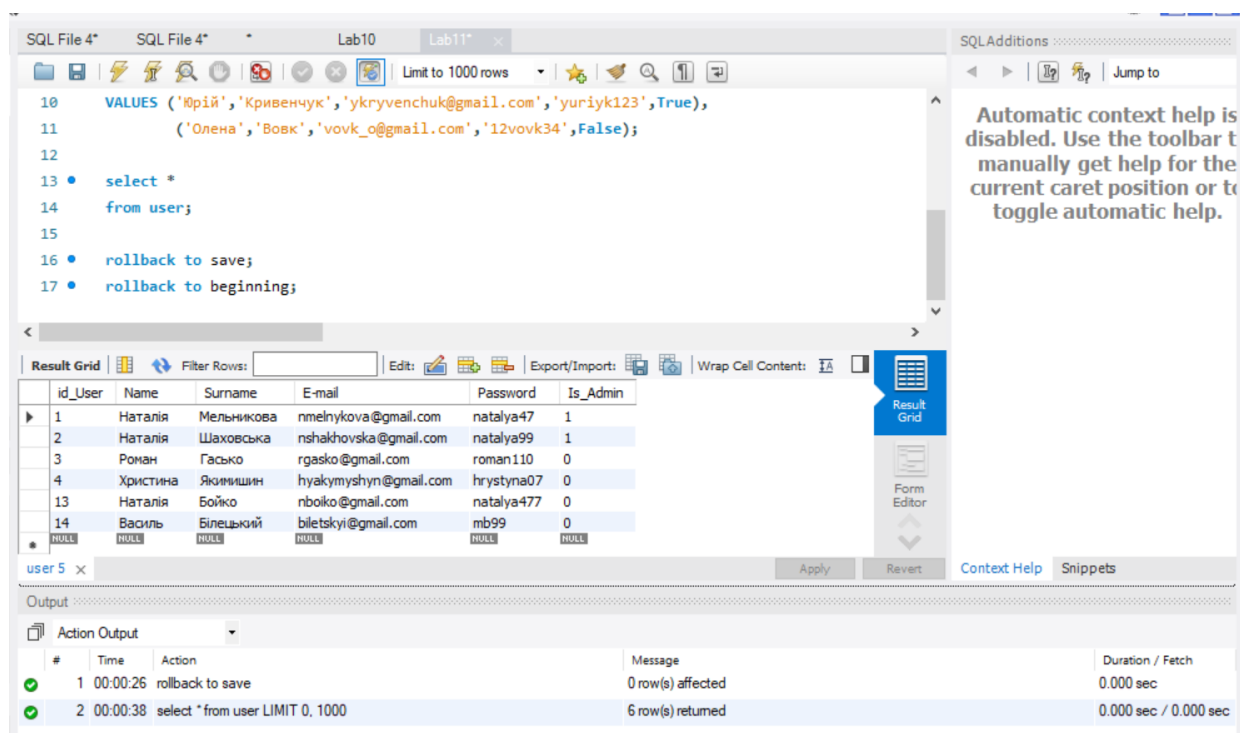 SQL File 4* SQL File 4* * Lab10 Lab11* ×
SQLAdditions
Limit to 1000 rows
Jump to
10 VALUES ('Юрій','Кривенчук','ykryvenchuk@gmail.com','yuriyk123',True),
11 ('Олена','Вовк','vovk_o@gmail.com','12vovk34',False);
12
13 select *
14 from user;
15
16 rollback to save;
17 rollback to beginning;
Automatic context help is
disabled. Use the toolbar t
manually get help for the
current caret position or to
toggle automatic help.
Result Grid Filter Rows: Edit: Export/Import: Wrap Cell Content:
id_User Name Surname E-mail Password Is_Admin
1 Наталія Мельникова nmelnykova@gmail.com natalya47 1
2 Наталія Шаховська nshakhovska@gmail.com natalya99 1
3 Роман Гасько rgasko@gmail.com roman110 0
4 Христина Якимишин hyakymyshyn@gmail.com hrystyna07 0
13 Наталія Бойко nboiko@gmail.com natalya477 0
14 Василь Білецький biletskyi@gmail.com mb99 0
NULL NULL NULL NULL NULL NULL
Result
Grid
Form
Editor
user 5 × Apply Revert
Context Help Snippets
Output
Action Output
# Time Action Message Duration / Fetch
1 00:00:26 rollback to save 0 row(s) affected 0.000 sec
2 00:00:38 select * from user LIMIT 0, 1000 6 row(s) returned 0.000 sec / 0.000 sec